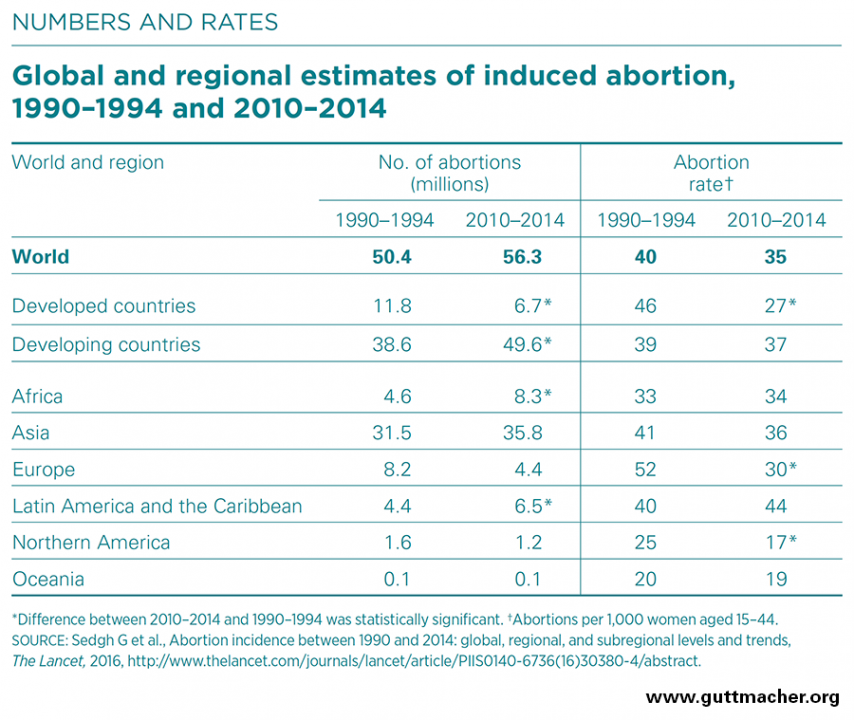 NUMBERS AND RATES
Global and regional estimates of induced abortion,
1990–1994 and 2010–2014
World and region No. of abortions Abortion
(millions) rate†
1990–1994 2010–2014 1990–1994 2010–2014
World 50.4 56.3 40 35
Developed countries 11.8 6.7* 46 27*
Developing countries 38.6 49.6* 39 37
Africa 4.6 8.3* 33 34
Asia 31.5 35.8 41 36
Europe 8.2 4.4 52 30*
Latin America and the Caribbean 4.4 6.5* 40 44
Northern America 1.6 1.2 25 17*
Oceania 0.1 0.1 20 19
*Difference between 2010–2014 and 1990–1994 was statistically significant. †Abortions per 1,000 women aged 15–44.
SOURCE: Sedgh G et al., Abortion incidence between 1990 and 2014: global, regional, and subregional levels and trends,
The Lancet, 2016, http://www.thelancet.com/journals/lancet/article/PIIS0140-6736(16)30380-4/abstract.
www.guttmacher.org